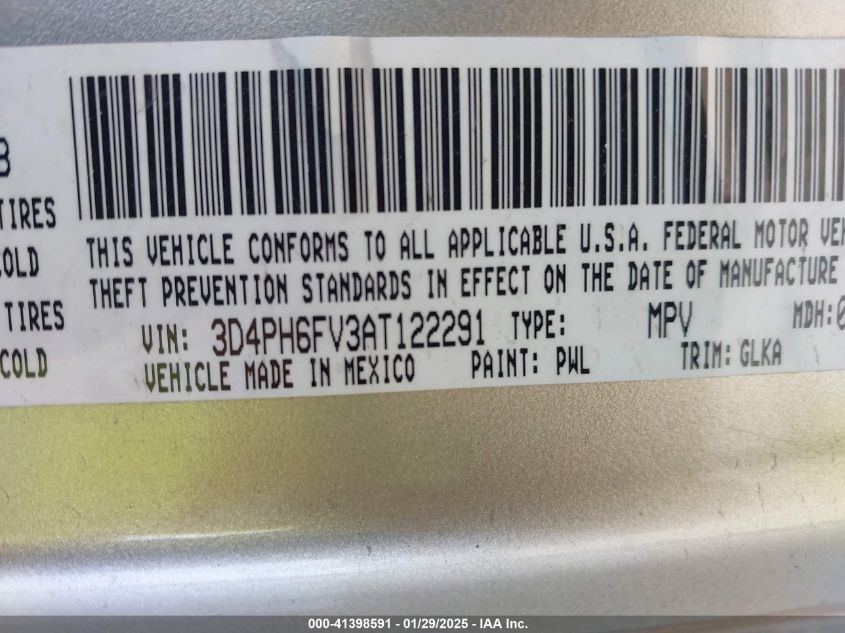 B
TIRES
COLD
TIRES
COLD
THIS VEHICLE CONFORMS TO ALL APPLICABLE U.S.A. FEDERAL MOTOR VEH
THEFT PREVENTION STANDARDS IN EFFECT ON THE DATE OF MANUFACTURE
VIN: 3D4PH6FV3AT122291 TYPE: MPV MDH:0
VEHICLE MADE IN MEXICO PAINT: PWL TRIM: GLKA
000-41398591 - 01/29/2025 - IAA Inc.